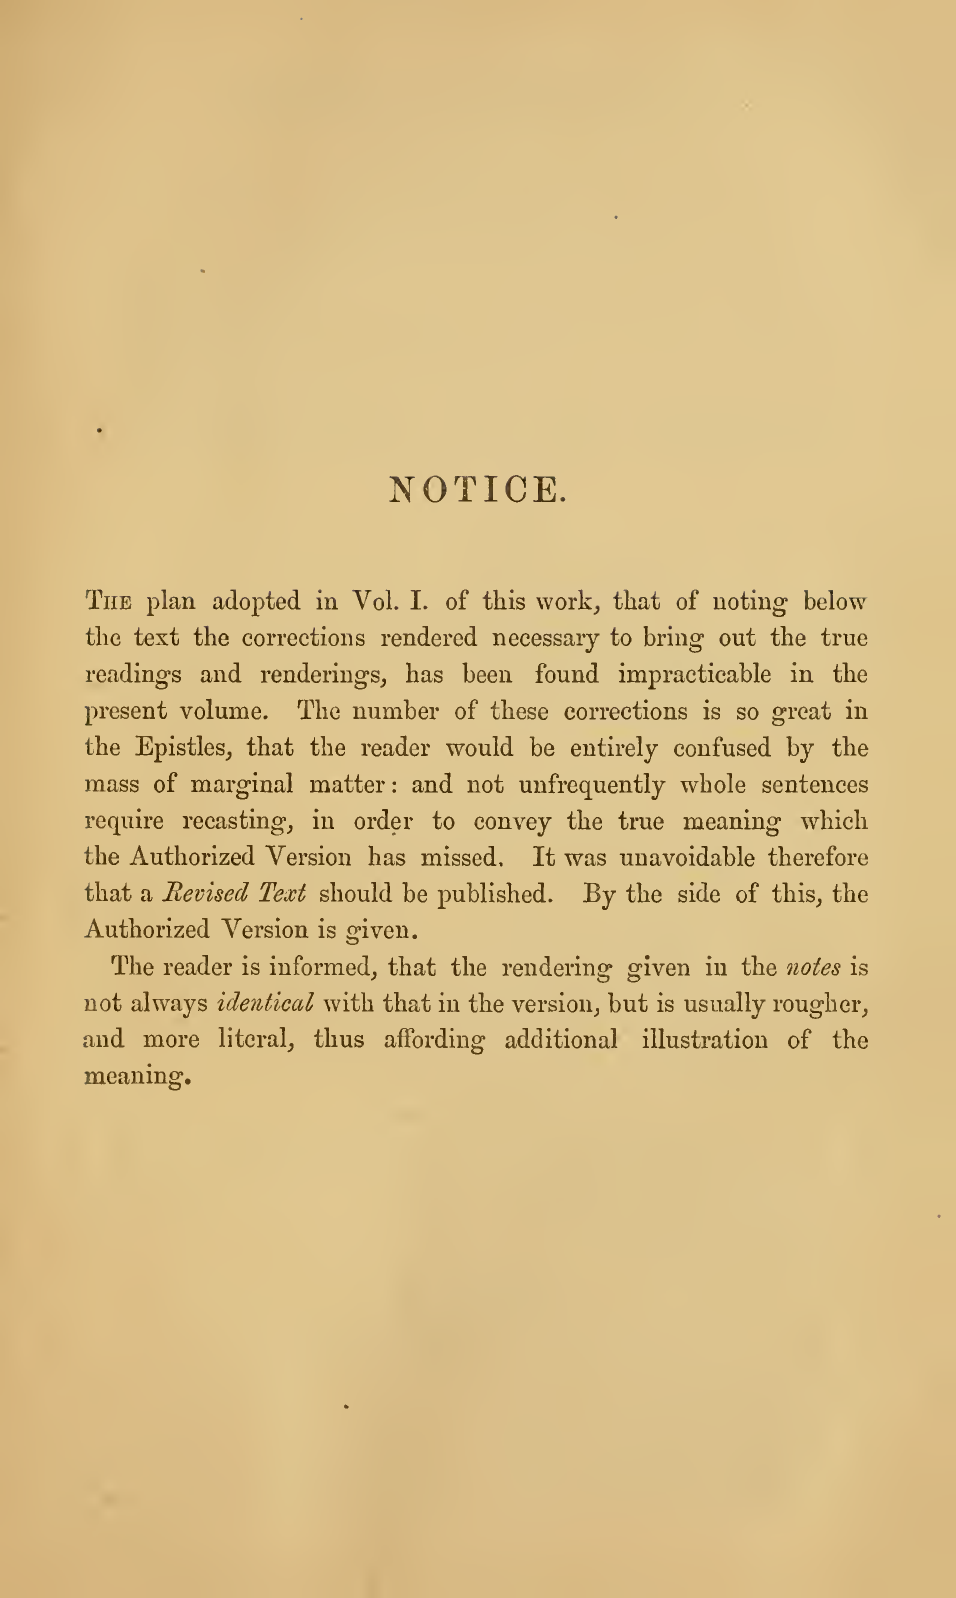 NOTICE.
THE plan adopted in Vol. I. of this work, that of noting below
the text the corrections rendered necessary to bring out the true
readings and renderings, has been found impracticable in the
present volume. The number of these corrections is so great in
the Epistles, that the reader would be entirely confused by the
mass of marginal matter: and not unfrequently whole sentences
require recasting, in order to convey the true meaning which
the Authorized Version has missed. It was unavoidable therefore
that a Revised Text should be published. By the side of this, the
Authorized Version is given.
The reader is informed, that the rendering given in the notes is
not always identical with that in the version, but is usually rougher,
and more literal, thus affording additional illustration of the
meaning.